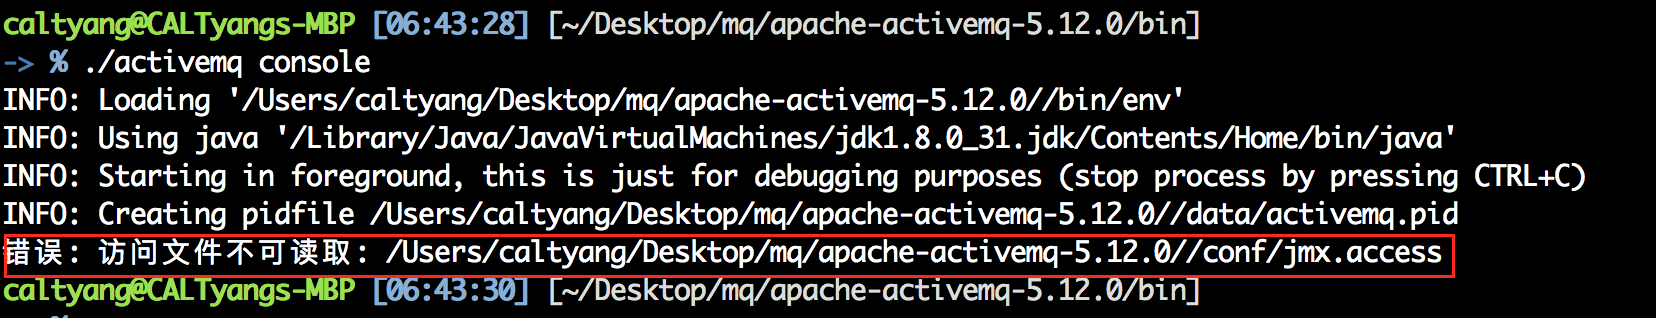 caltyang@CALTyangs-MBP [06:43:28] [~/Desktop/mq/apache-activemq-5.12.0/bin]
-> % ./activemq console
INFO: Loading '/Users/caltyang/Desktop/mq/apache-activemq-5.12.0//bin/env'
INFO: Using java '/Library/Java/JavaVirtualMachines/jdk1.8.0_31.jdk/Contents/Home/bin/java'
INFO: Starting in foreground, this is just for debugging purposes (stop process by pressing CTRL+C)
INFO: Creating pidfile /Users/caltyang/Desktop/mq/apache-activemq-5.12.0//data/activemq.pid
错误: 访问文件不可读取: /Users/caltyang/Desktop/mq/apache-activemq-5.12.0//conf/jmx.access
caltyang@CALTyangs-MBP [06:43:30] [~/Desktop/mq/apache-activemq-5.12.0/bin]